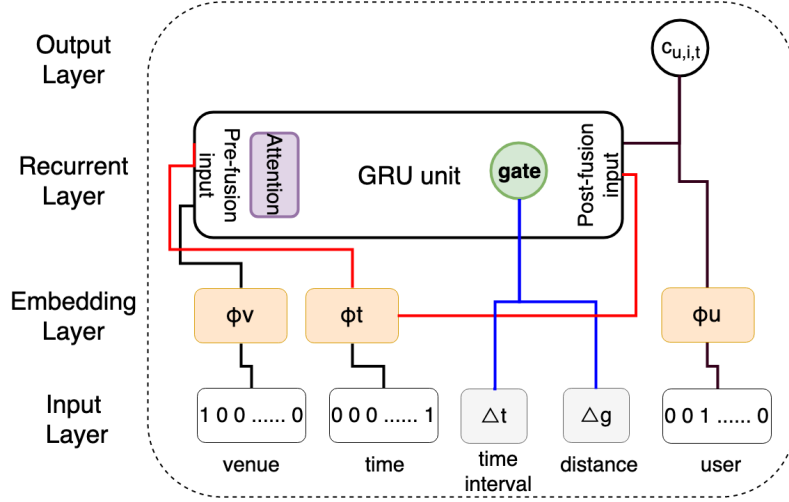 Output
Layer
c u,i,t
Recurrent
Layer
Pre-fusion
input
Attention
GRU unit
gate
Post-fusion
input
Embedding
Layer
ϕv
ϕt
ϕu
Input
Layer
1 0 0 ...... 0
0 0 0 ...... 1
△t
△g
0 0 1 ...... 0
venue
time
time
interval
distance
user